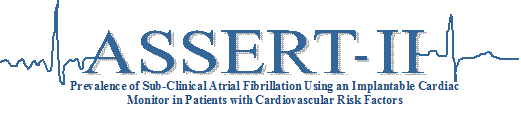 ASSERT-II
Prevalence of Sub-Clinical Atrial Fibrillation Using an Implantable Cardiac
Monitor in Patients with Cardiovascular Risk Factors